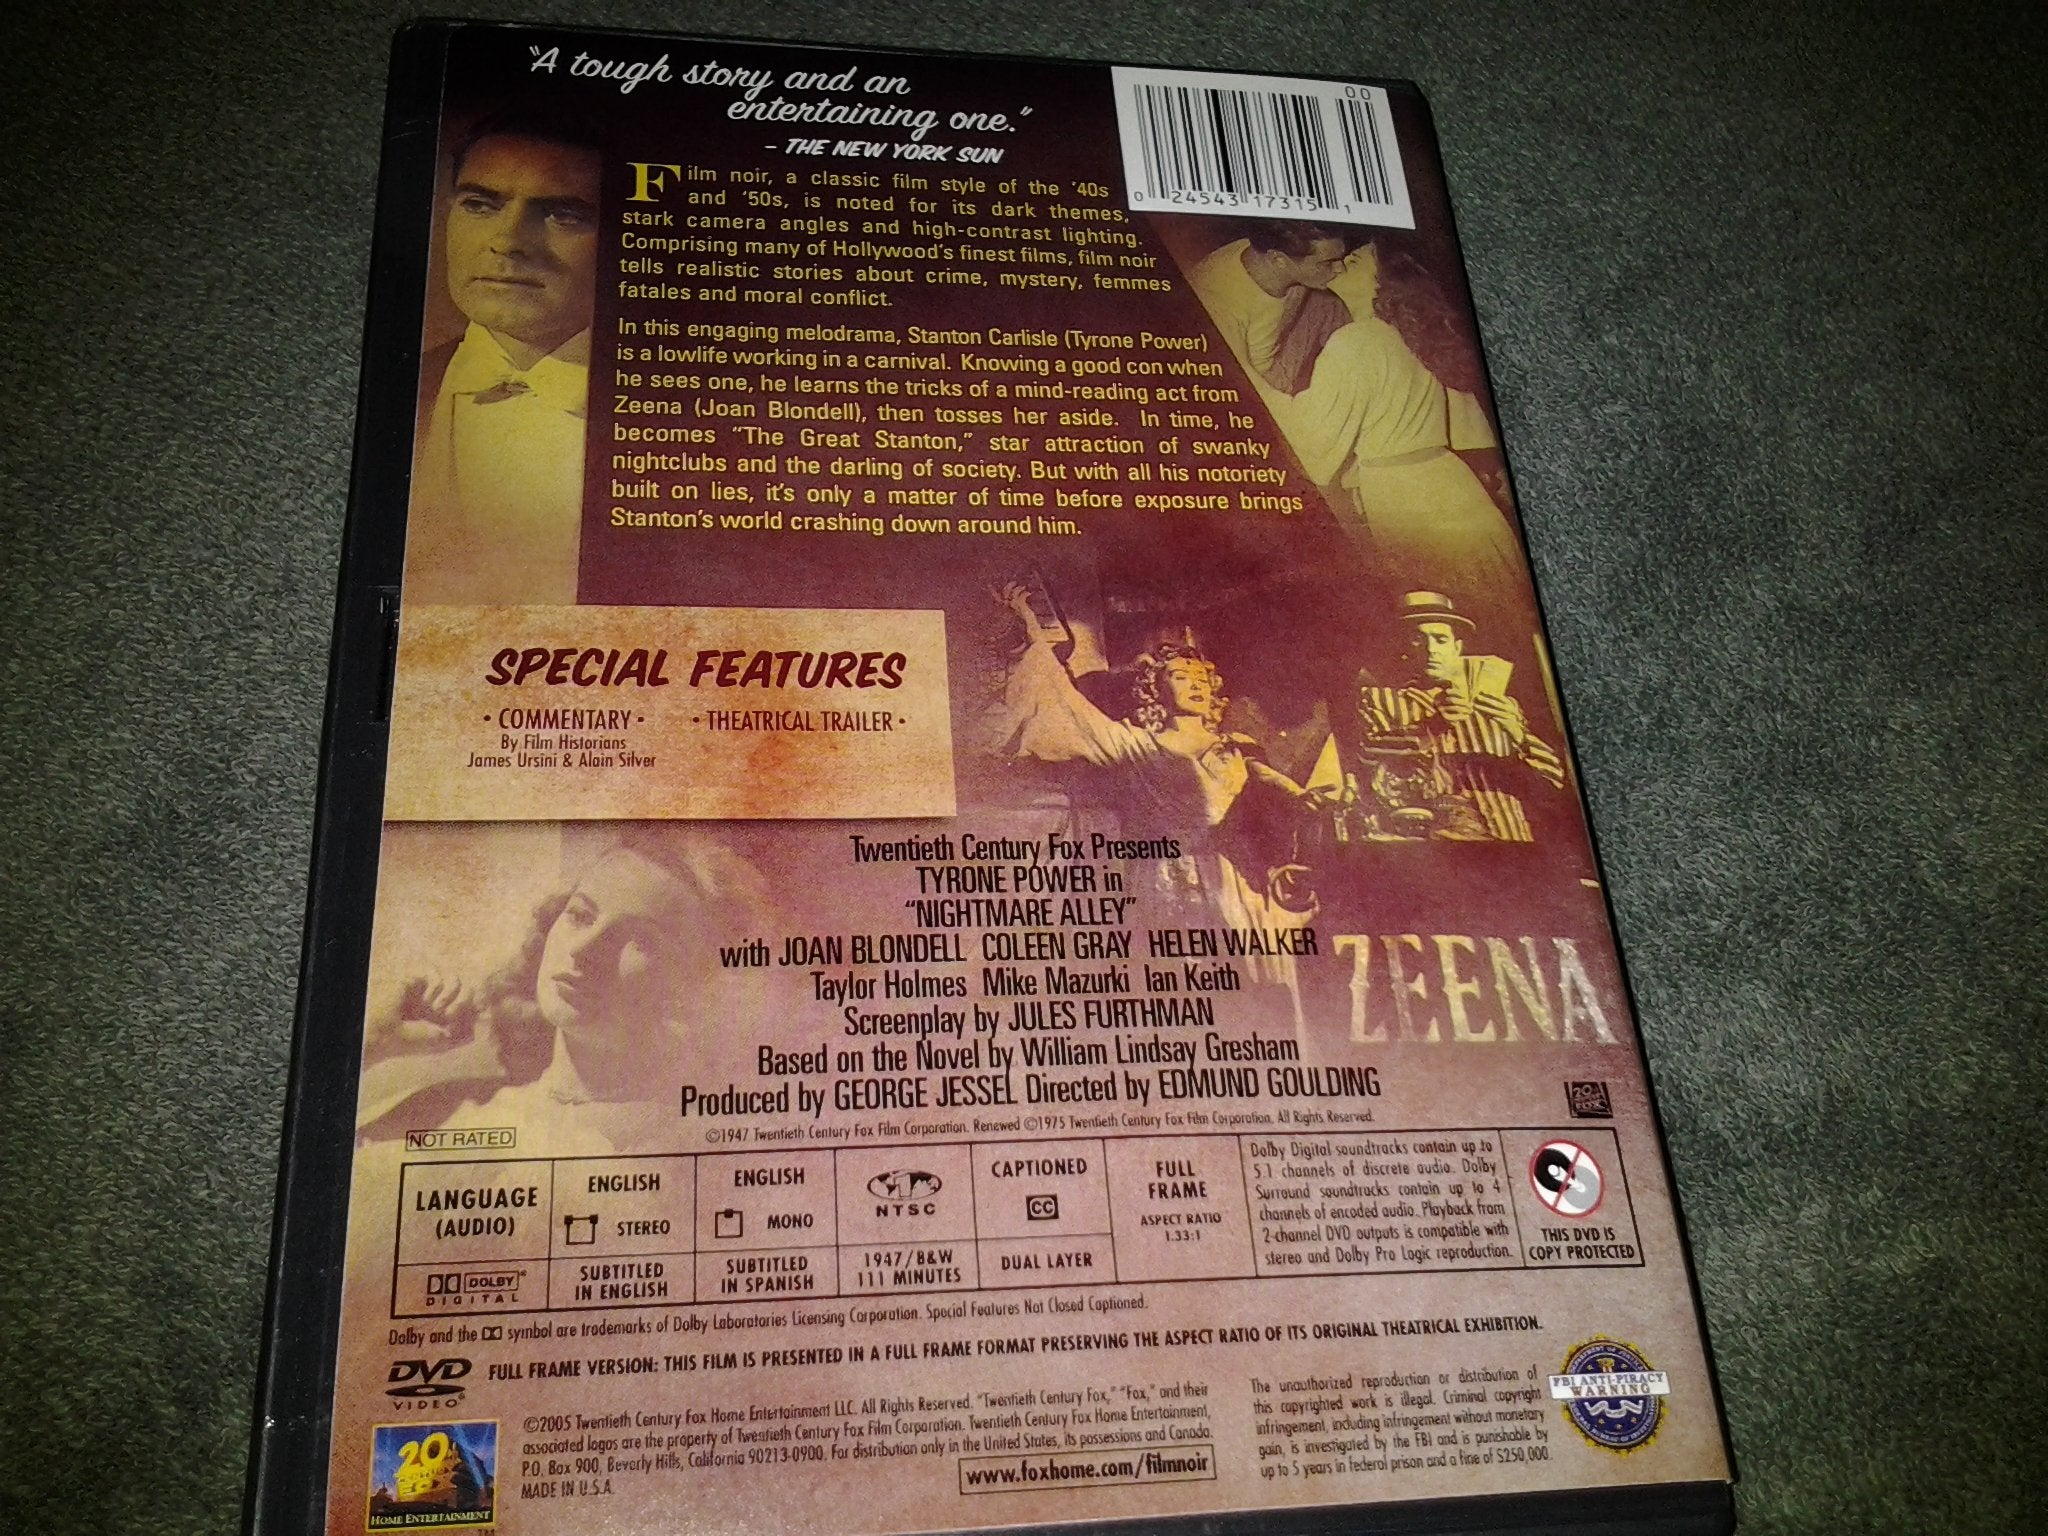 "A tough story and an
entertaining one."
- THE NEW YORK SUN
00
0 24543 17315 1
Film noir, a classic film style of the '40s
and '50s, is noted for its dark themes,
stark camera angles and high-contrast lighting.
Comprising many of Hollywood's finest films, film noir
tells realistic stories about crime, mystery, femmes
fatales and moral conflict.
In this engaging melodrama, Stanton Carlisle (Tyrone Power)
is a lowlife working in a carnival. Knowing a good con when
he sees one, he learns the tricks of a mind-reading act from
Zeena (Joan Blondell), then tosses her aside. In time, he
becomes "The Great Stanton," star attraction of swanky
nightclubs and the darling of society. But with all his notoriety
built on lies, it's only a matter of time before exposure brings
Stanton's world crashing down around him.
SPECIAL FEATURES
• COMMENTARY • • THEATRICAL TRAILER •
By Film Historians
James Ursini & Alain Silver
Twentieth Century Fox Presents
TYRONE POWER in
"NIGHTMARE ALLEY"
with JOAN BLONDELL COLEEN GRAY HELEN WALKER
Taylor Holmes Mike Mazurki Ian Keith
Screenplay by JULES FURTHMAN
Based on the Novel by William Lindsay Gresham
Produced by GEORGE JESSEL Directed by EDMUND GOULDING
ZEENA
20th
FOX
©1947 Twentieth Century Fox Film Corporation. Renewed ©1975 Twentieth Century Fox Film Corporation. All Rights Reserved.
NOT RATED
LANGUAGE
(AUDIO)
DOLBY
DIGITAL
ENGLISH
STEREO
SUBTITLED
IN ENGLISH
ENGLISH
MONO
SUBTITLED
IN SPANISH
NTSC
1947/B&W
111 MINUTES
CAPTIONED
CC
DUAL LAYER
FULL
FRAME
ASPECT RATIO
1.33:1
Dolby Digital soundtracks contain up to
5.1 channels of discrete audio. Dolby
Surround soundtracks contain up to 4
channels of encoded audio. Playback from
2-channel DVD outputs is compatible with
stereo and Dolby Pro Logic reproduction.
THIS DVD IS
COPY PROTECTED
Dolby and the symbol are trademarks of Dolby Laboratories Licensing Corporation. Special Features Not Closed Captioned.
DVD
VIDEO
FULL FRAME VERSION: THIS FILM IS PRESENTED IN A FULL FRAME FORMAT PRESERVING THE ASPECT RATIO OF ITS ORIGINAL THEATRICAL EXHIBITION.
©2005 Twentieth Century Fox Home Entertainment LLC. All Rights Reserved. "Twentieth Century Fox," "Fox," and their
associated logos are the property of Twentieth Century Fox Film Corporation. Twentieth Century Fox Home Entertainment,
P.O. Box 900, Beverly Hills, California 90213-0900. For distribution only in the United States, its possessions and Canada.
MADE IN U.S.A.
www.foxhome.com/filmnoir
The unauthorized reproduction or distribution of
this copyrighted work is illegal. Criminal copyright
infringement, including infringement without monetary
gain, is investigated by the FBI and is punishable by
up to 5 years in federal prison and a fine of $250,000.
FBI ANTI-PIRACY
WARNING
20th
CENTURY
FOX
HOME ENTERTAINMENT
TM